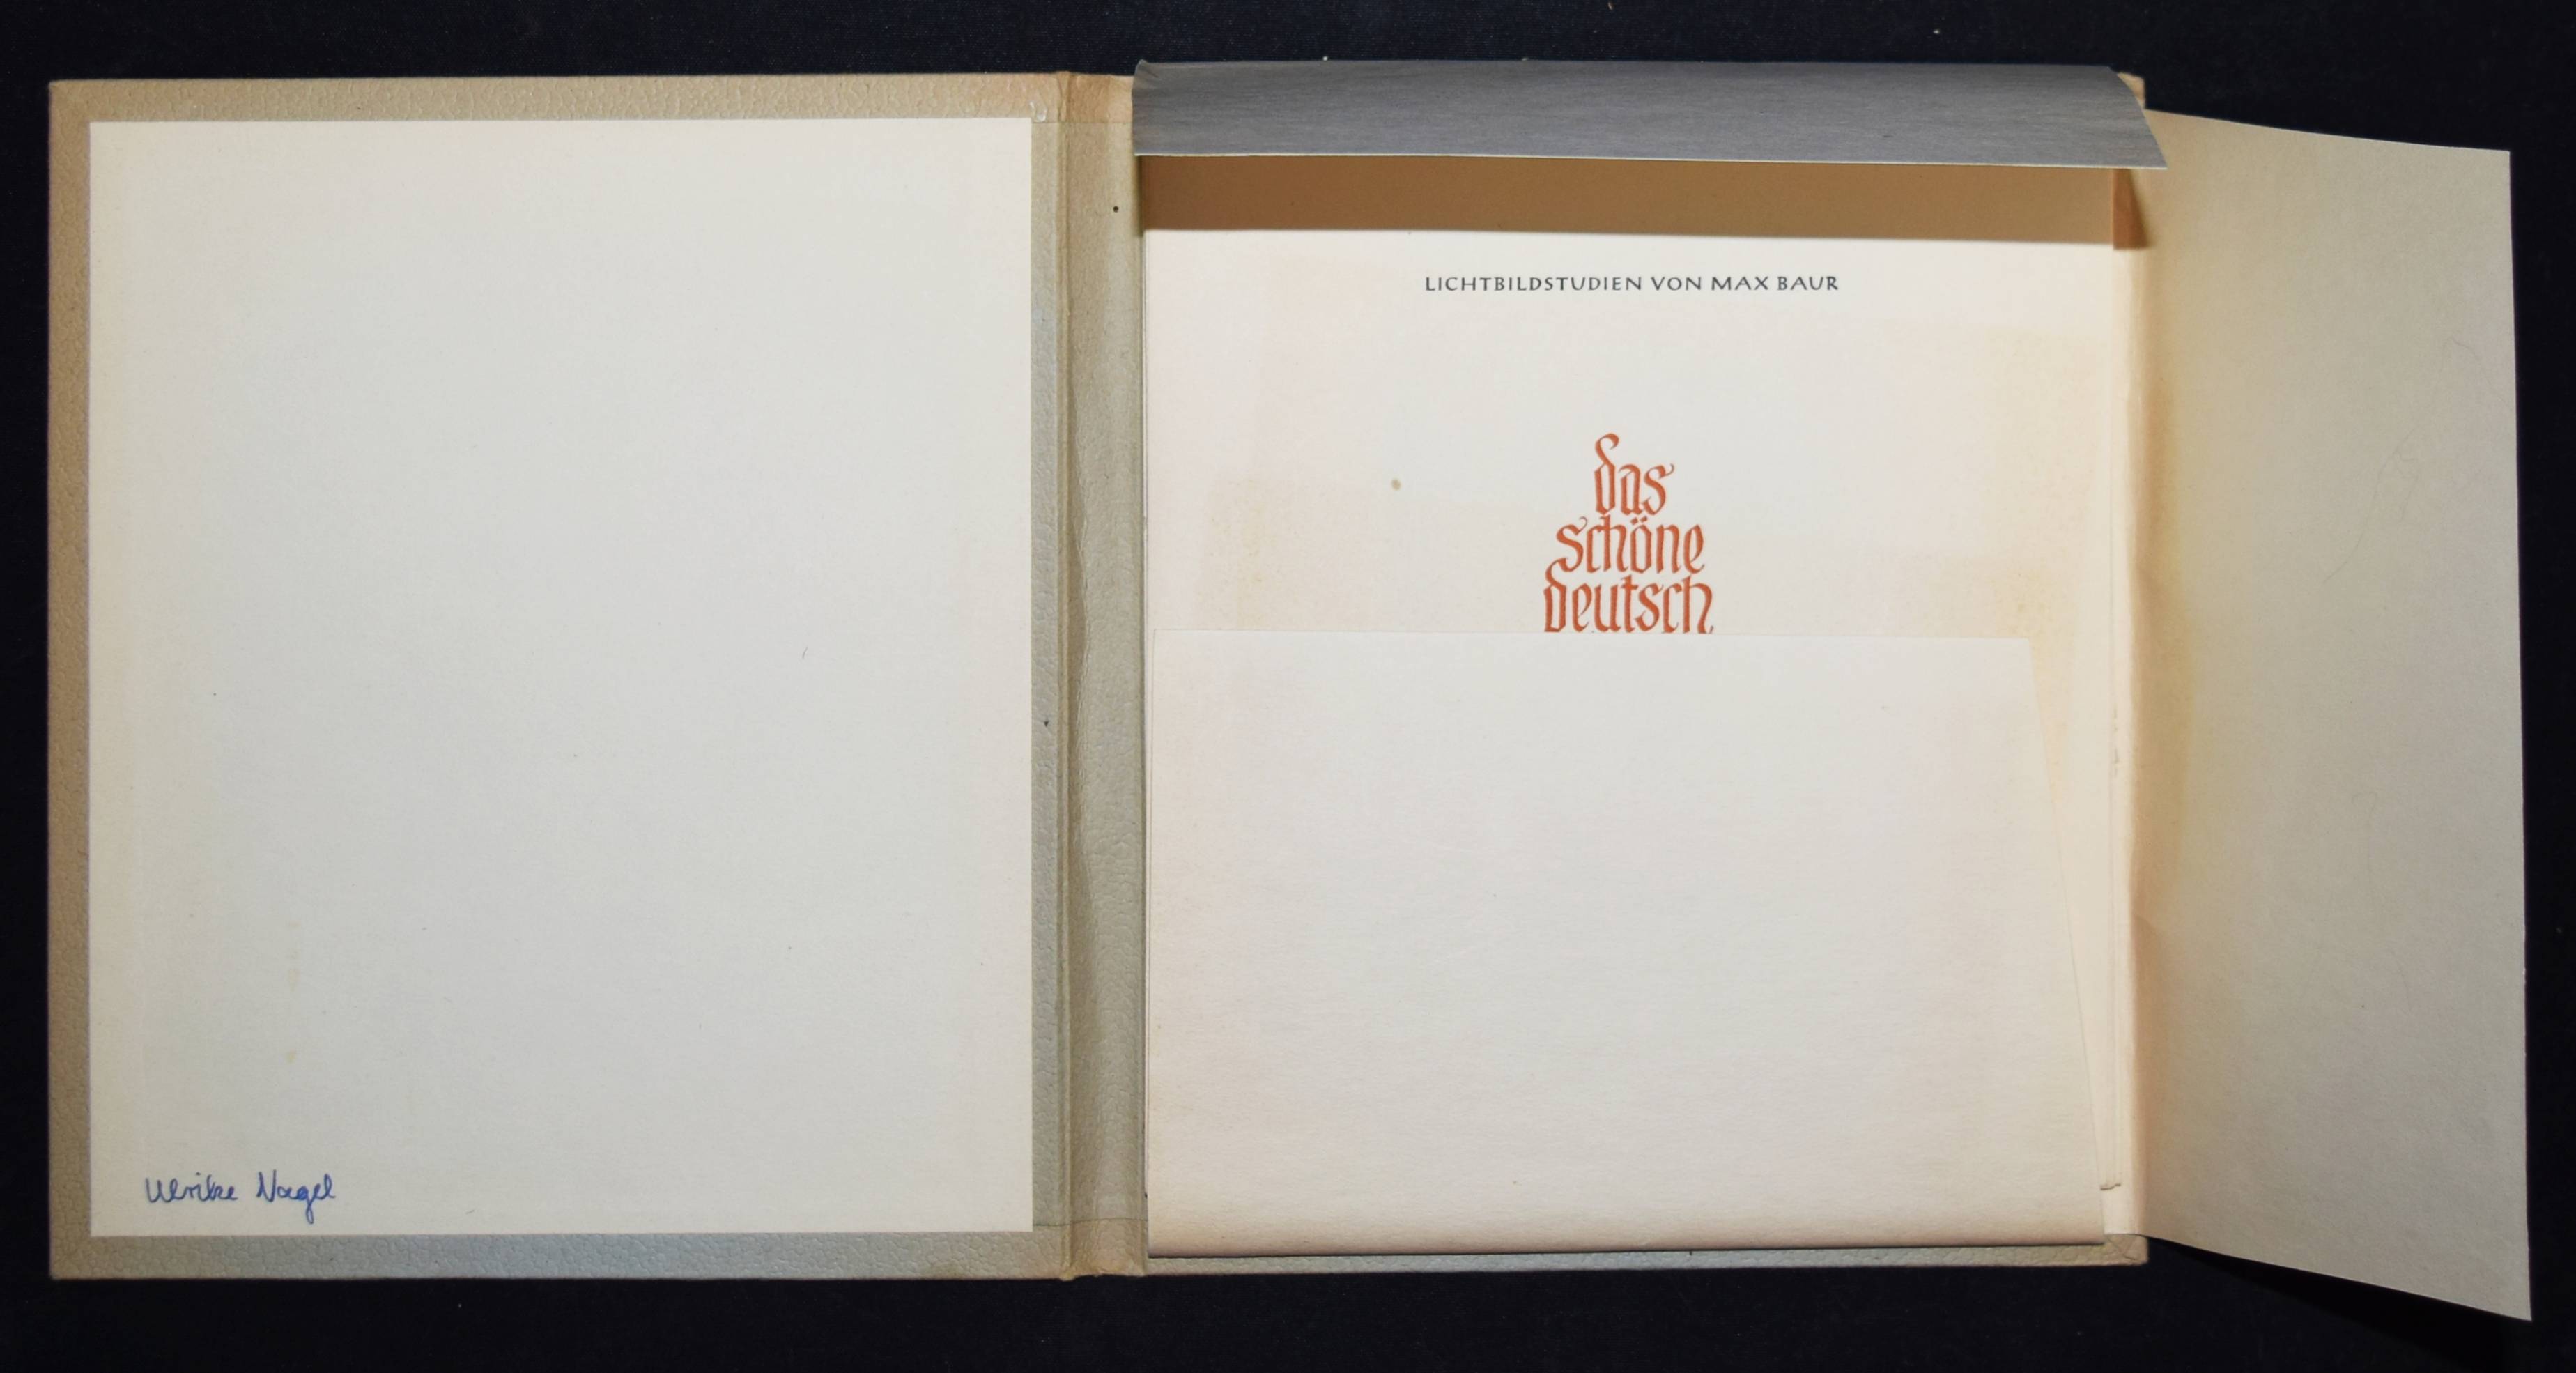 LICHTBILDSTUDIEN VON MAX BAUR
das
schöne
deutsch
Ulrike Nagel